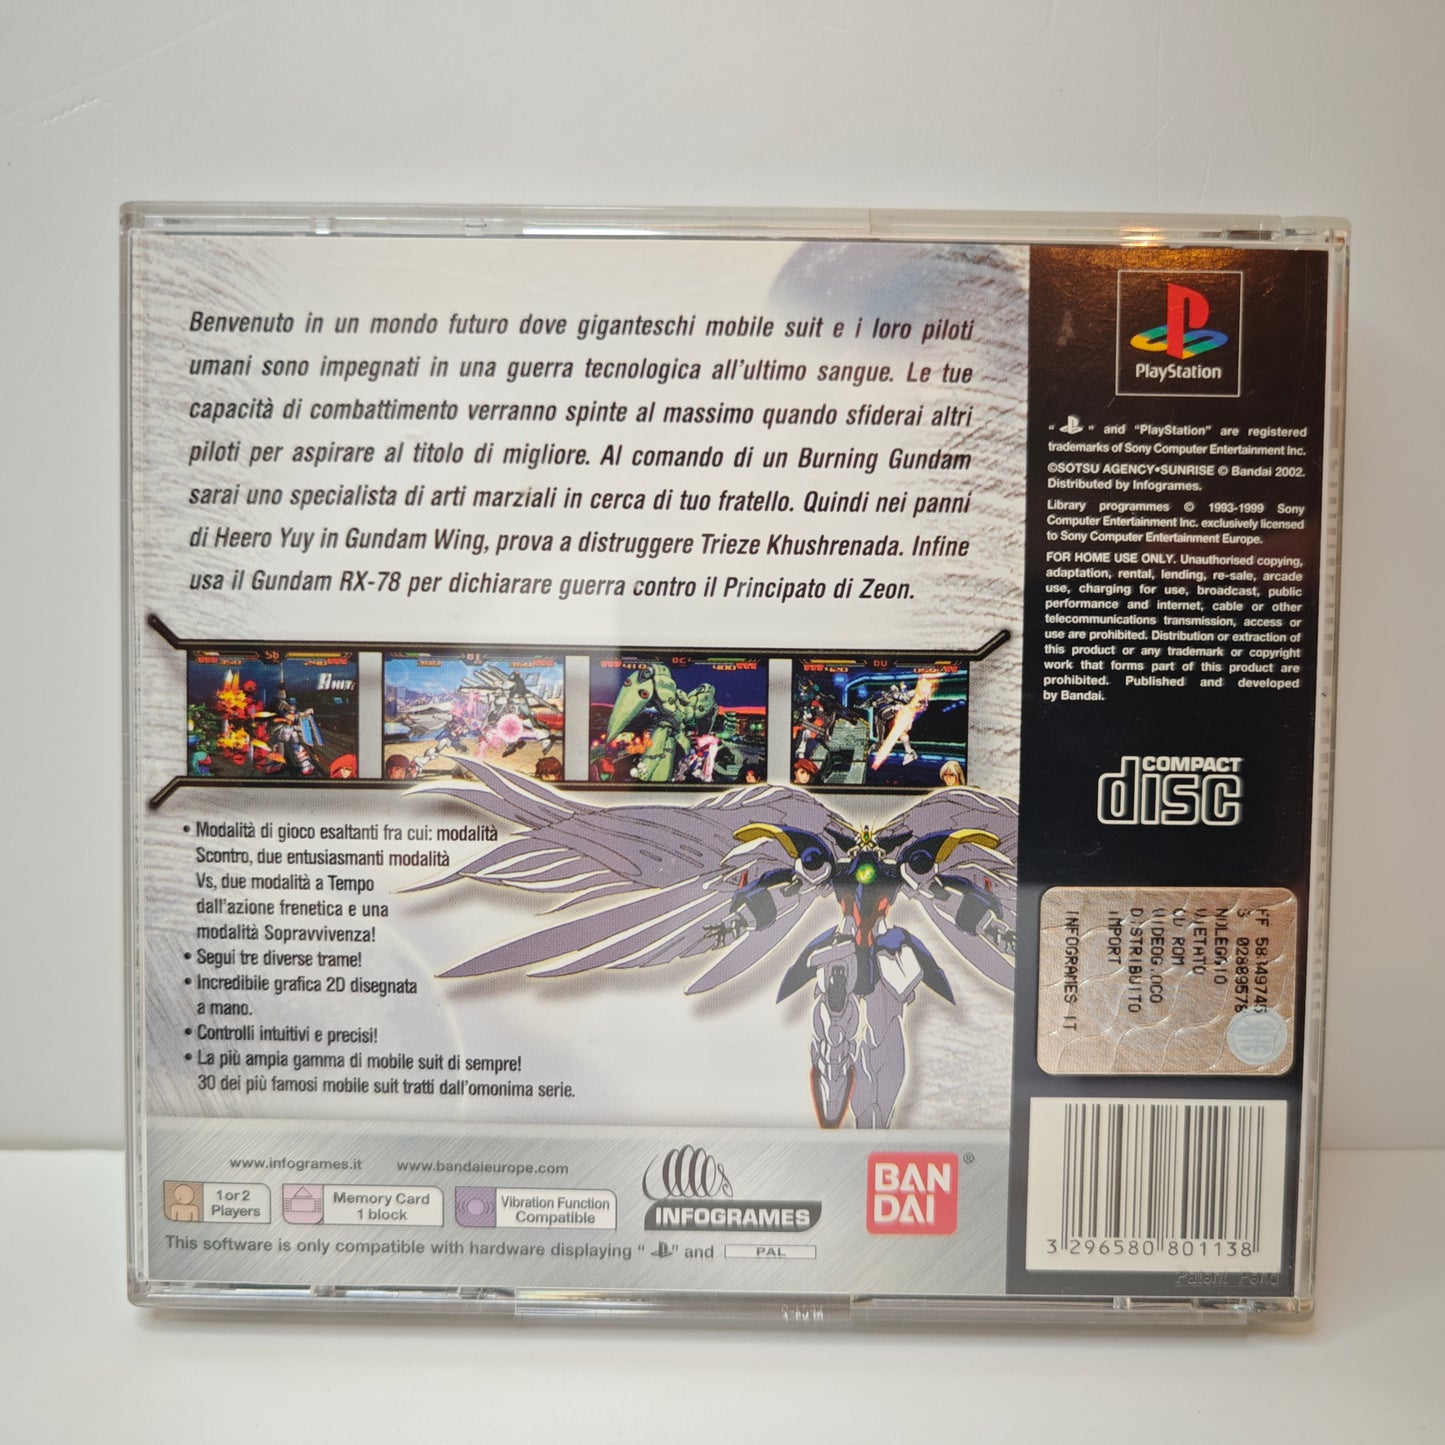 Benvenuto in un mondo futuro dove giganteschi mobile suit e i loro piloti
umani sono impegnati in una guerra tecnologica all'ultimo sangue. Le tue
capacità di combattimento verranno spinte al massimo quando sfiderai altri
piloti per aspirare al titolo di migliore. Al comando di un Burning Gundam
sarai uno specialista di arti marziali in cerca di tuo fratello. Quindi nei panni
di Heero Yuy in Gundam Wing, prova a distruggere Trieze Khushrenada. Infine
usa il Gundam RX-78 per dichiarare guerra contro il Principato di Zeon.
• Modalità di gioco esaltanti fra cui: modalità
Scontro, due entusiasmanti modalità
Vs, due modalità a Tempo
dall'azione frenetica e una
modalità Sopravvivenza!
• Segui tre diverse trame!
• Incredibile grafica 2D disegnata
a mano.
• Controlli intuitivi e precisi!
• La più ampia gamma di mobile suit di sempre!
30 dei più famosi mobile suit tratti dall'omonima serie.
www.infogrames.it www.bandaieurope.com
1 or 2
Players
Memory Card
1 block
Vibration Function
Compatible
INFOGRAMES
BAN
DAI ®
This software is only compatible with hardware displaying " " and PAL
PlayStation
" " and "PlayStation" are registered
trademarks of Sony Computer Entertainment Inc.
©SOTSU AGENCY•SUNRISE © Bandai 2002.
Distributed by Infogrames.
Library programmes © 1993-1999 Sony
Computer Entertainment Inc. exclusively licensed
to Sony Computer Entertainment Europe.
FOR HOME USE ONLY. Unauthorised copying,
adaptation, rental, lending, re-sale, arcade
use, charging for use, broadcast, public
performance and internet, cable or other
telecommunications transmission, access or
use are prohibited. Distribution or extraction of
this product or any trademark or copyright
work that forms part of this product are
prohibited. Published and developed
by Bandai.
COMPACT
disc
S 02889576
NOLEGGIO
VIETATO
CD ROM
VIDEOGIOCO
DISTRIBUITO
IMPORT
INFOGRAMES IT
3 296580 801138
Patent Pend